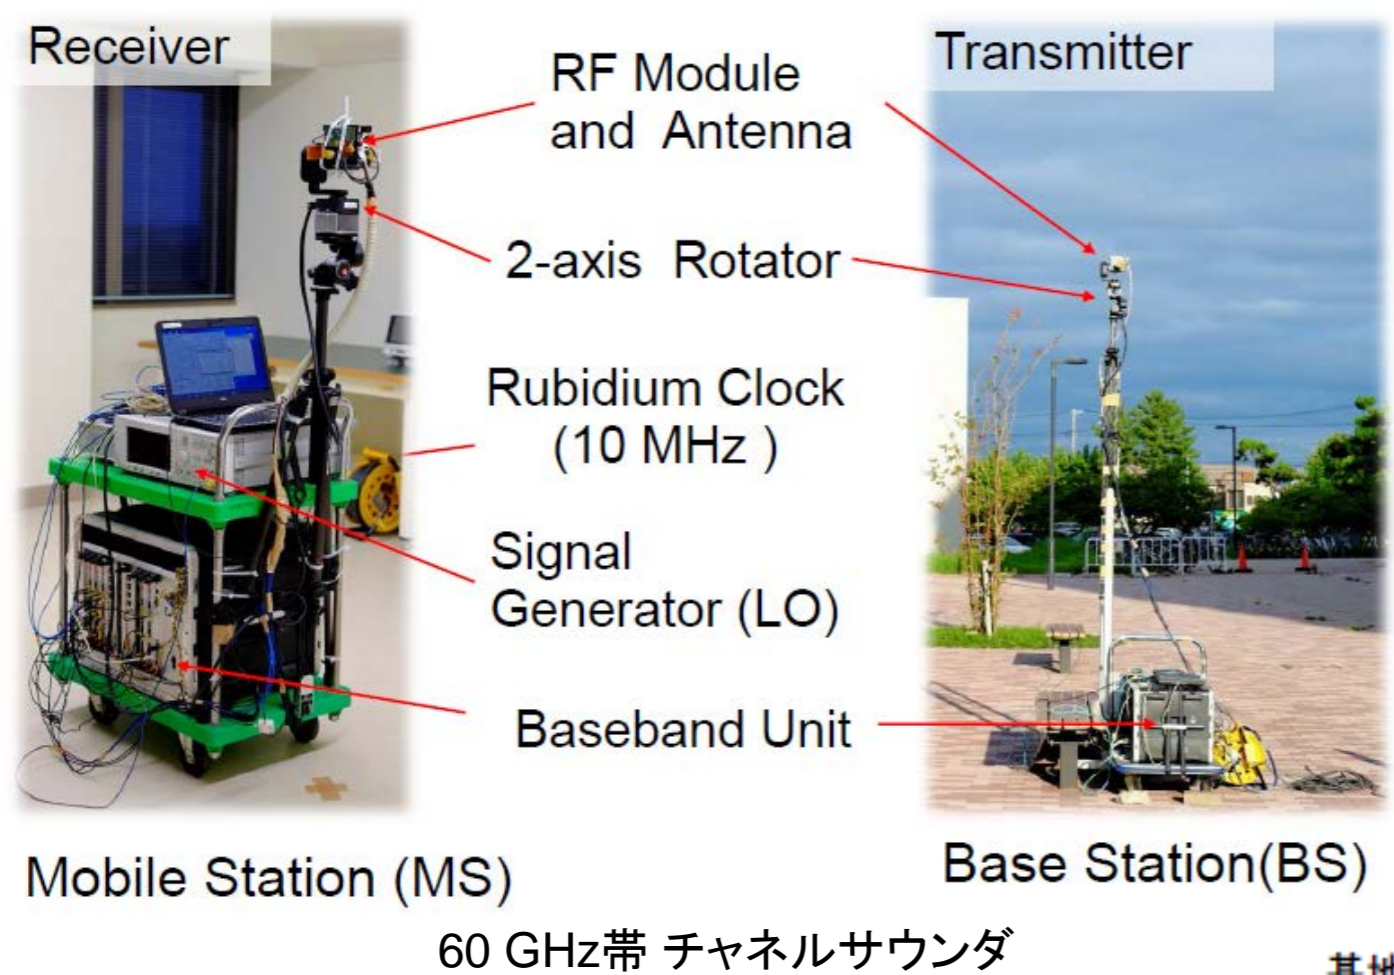 Receiver
RF Module
and Antenna
Transmitter
2-axis Rotator
Rubidium Clock
(10 MHz )
Signal
Generator (LO)
Baseband Unit
Mobile Station (MS)
Base Station(BS)
60 GHz帯 チャネルサウンダ